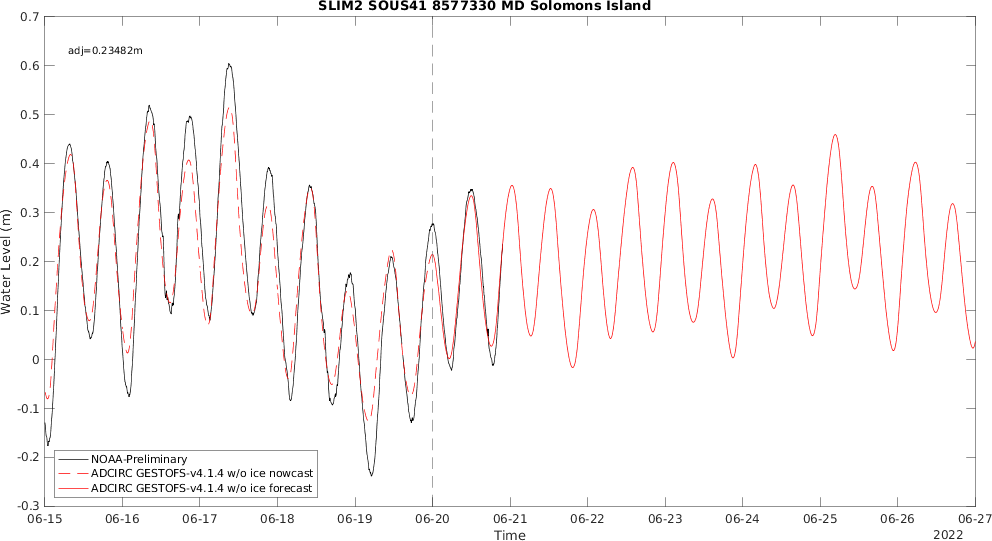 SLIM2 SOUS41 8577330 MD Solomons Island
adj=0.23482m
Water Level (m)
0.7
0.6
0.5
0.4
0.3
0.2
0.1
0
-0.1
-0.2
-0.3
NOAA-Preliminary
ADCIRC GESTOFS-v4.1.4 w/o ice nowcast
ADCIRC GESTOFS-v4.1.4 w/o ice forecast
06-15 06-16 06-17 06-18 06-19 06-20 06-21 06-22 06-23 06-24 06-25 06-26 06-27
Time
2022